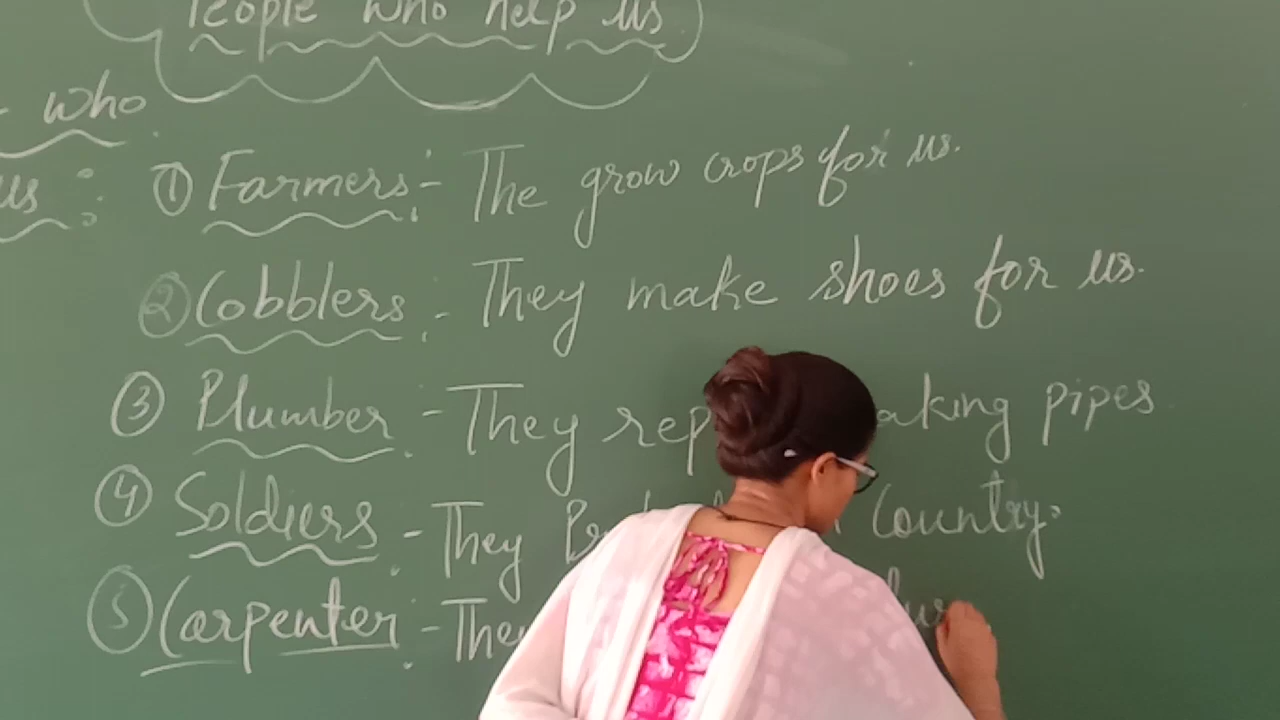 People who help us
who
us :
① Farmers :- The grow crops for us.
② Cobblers :- They make shoes for us.
③ Plumber - They rep aking pipes
④ Soldiers :- They Country.
⑤ Carpenter :- The